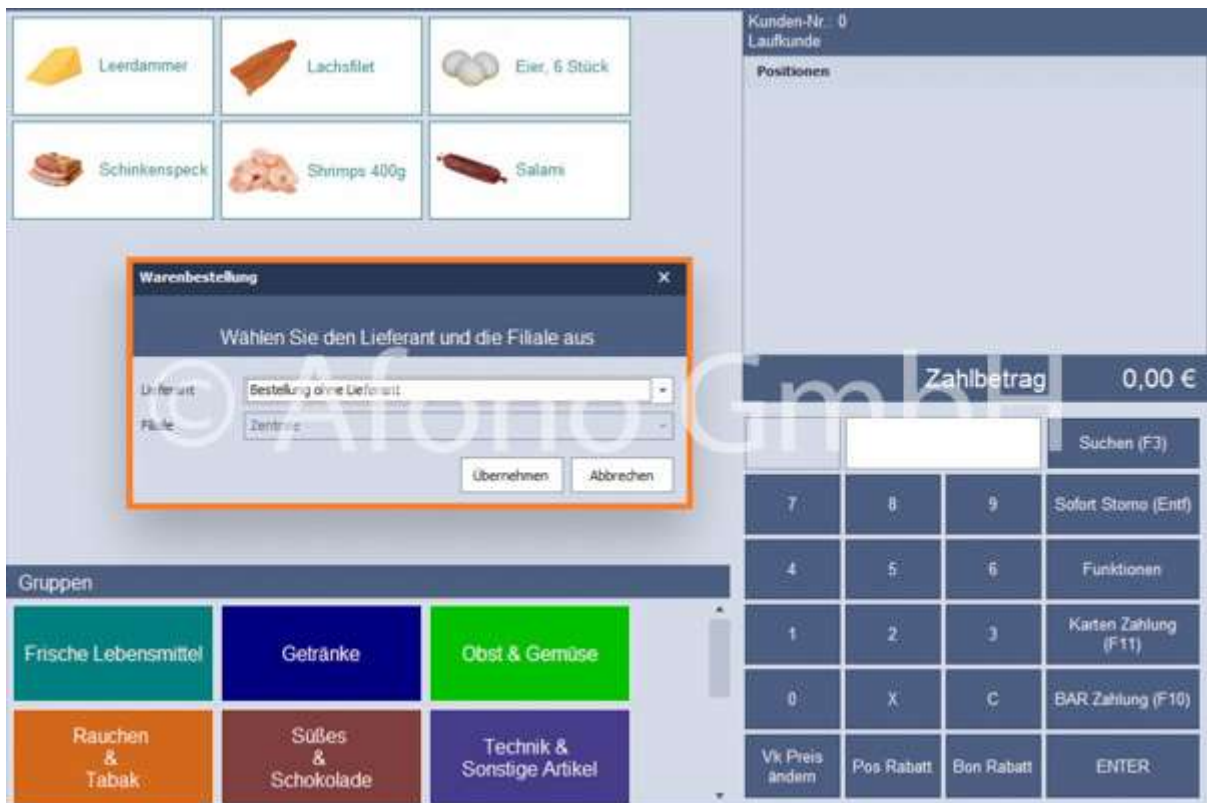 Kunden-Nr.: 0
Laufkunde
Positionen
Leerdammer
Lachsfilet
Eier, 6 Stück
Schinkenspeck
Shrimps 400g
Salami
Warenbestellung
Wählen Sie den Lieferant und die Filiale aus
Lieferant
Bestellung ohne Lieferant
Filiale
Zentrale
Übernehmen
Abbrechen
© Afono GmbH
Zahlbetrag
0,00 €
Suchen (F3)
7
8
9
Sofort Storno (Entf)
4
5
6
Funktionen
1
2
3
Karten Zahlung
(F11)
0
X
C
BAR Zahlung (F10)
Vk Preis
ändern
Pos Rabatt
Bon Rabatt
ENTER
Gruppen
Frische Lebensmittel
Getränke
Obst & Gemüse
Rauchen
&
Tabak
Süßes
&
Schokolade
Technik &
Sonstige Artikel